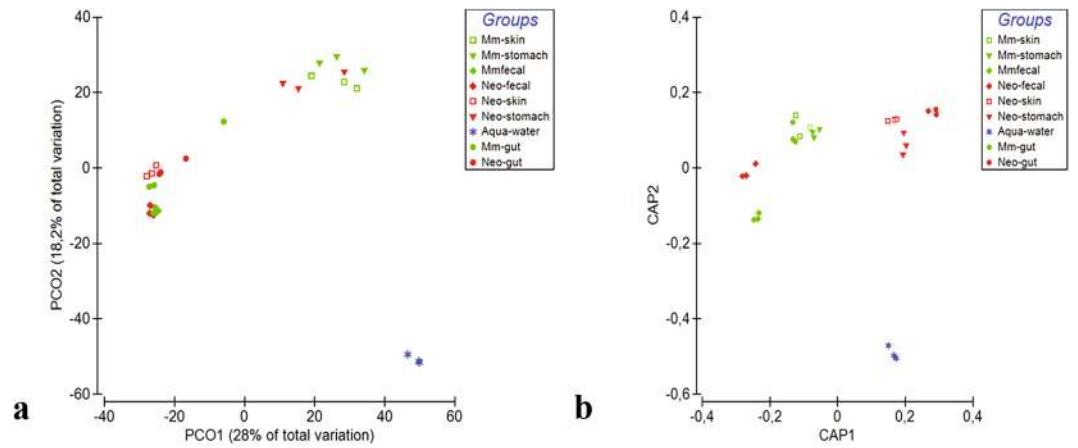 Groups
Mm-skin
Mm-stomach
Mmfecal
Neo-fecal
Neo-skin
Neo-stomach
Aqua-water
Mm-gut
Neo-gut
40
20
0
-20
-40
-60
PCO2 (18,2% of total variation)
-40 -20 0 20 40 60
PCO1 (28% of total variation)
a
Groups
Mm-skin
Mm-stomach
Mmfecal
Neo-fecal
Neo-skin
Neo-stomach
Aqua-water
Mm-gut
Neo-gut
0,4
0,2
0
-0,2
-0,4
-0,6
CAP2
-0,4 -0,2 0 0,2 0,4
CAP1
b